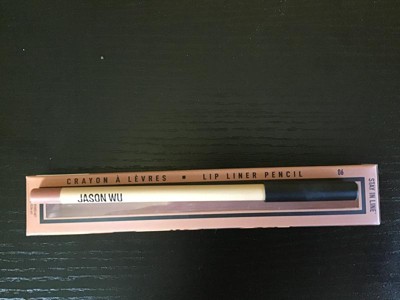 CRAYON À LÈVRES • LIP LINER PENCIL
06
STAY IN LINE
JASON WU